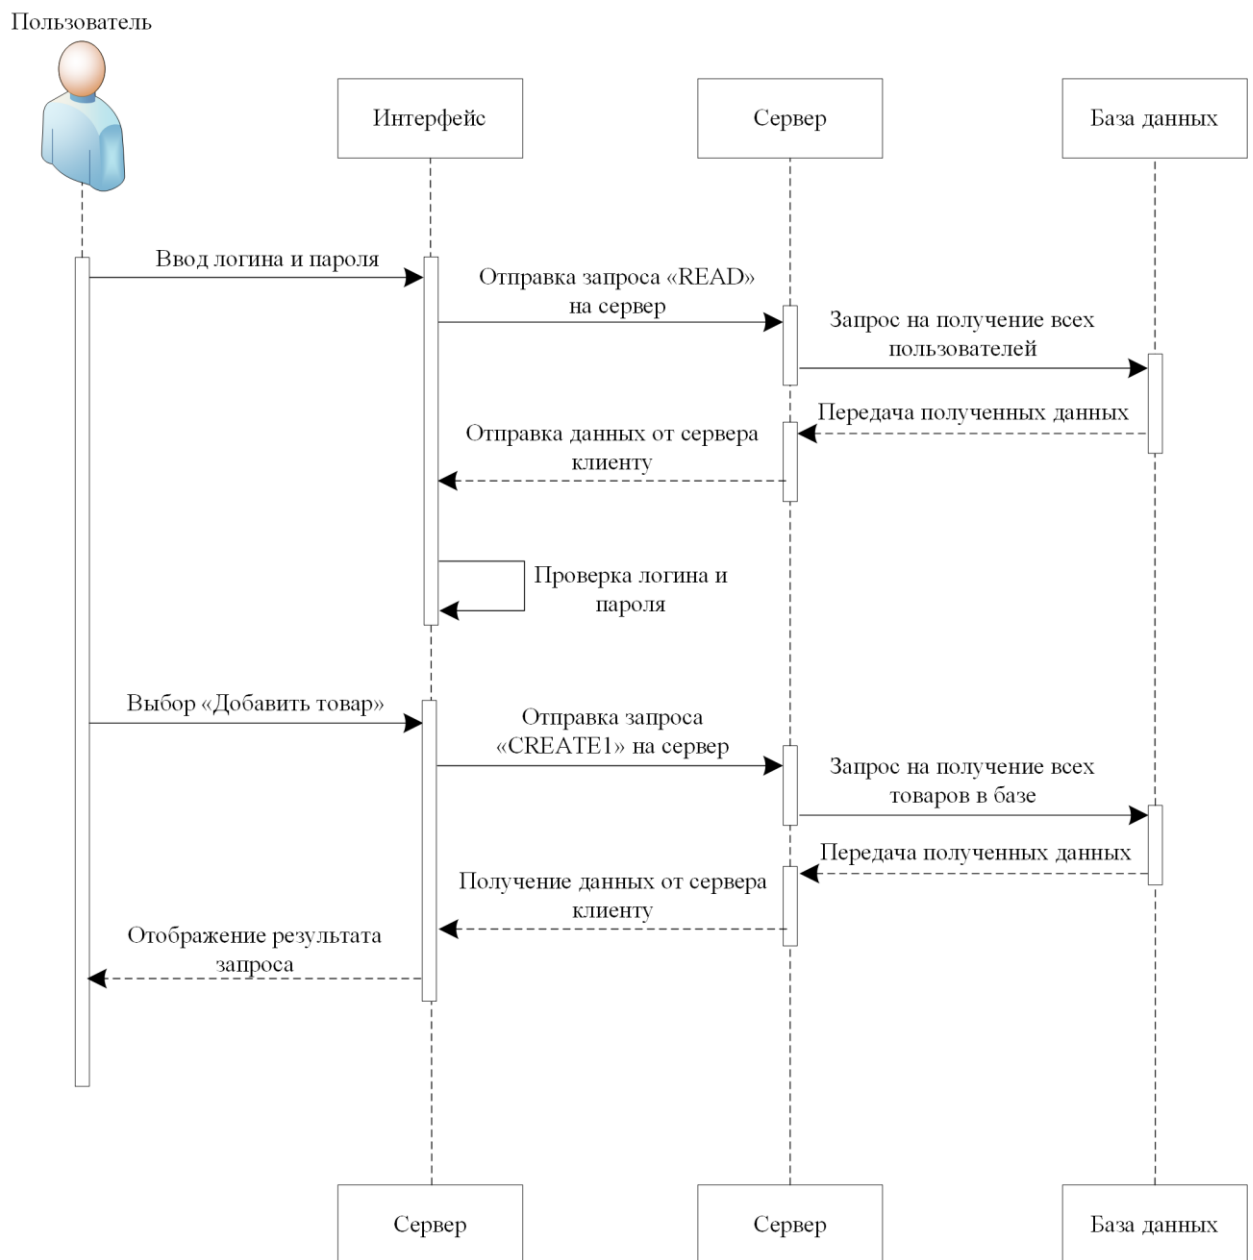 Пользователь
Интерфейс
Сервер
База данных
Ввод логина и пароля
Отправка запроса «READ»
на сервер
Запрос на получение всех
пользователей
Передача полученных данных
Отправка данных от сервера
клиенту
Проверка логина и
пароля
Выбор «Добавить товар»
Отправка запроса
«CREATE1» на сервер
Запрос на получение всех
товаров в базе
Передача полученных данных
Получение данных от сервера
клиенту
Отображение результата
запроса
Сервер
Сервер
База данных